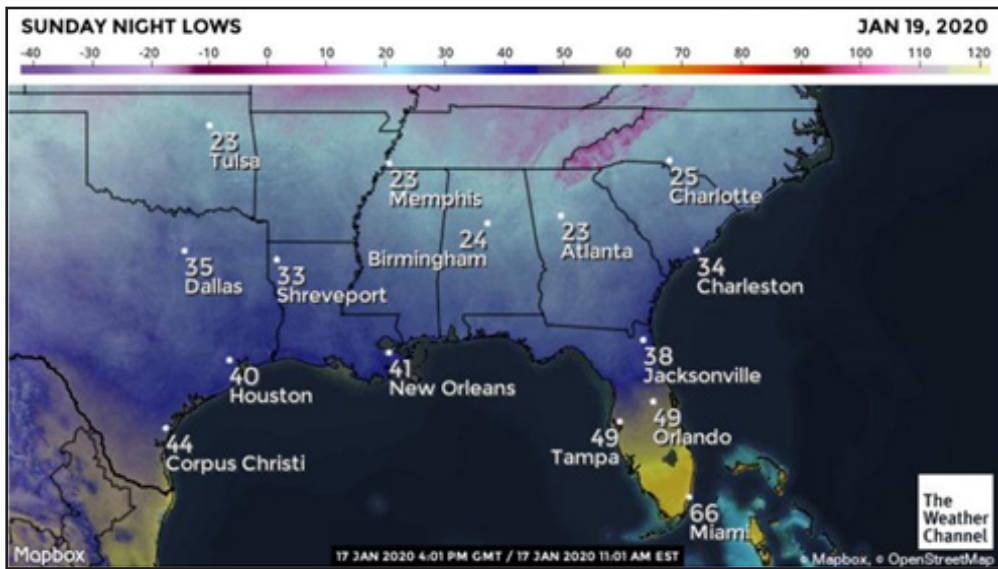 SUNDAY NIGHT LOWS
JAN 19, 2020
-40 -30 -20 -10 0 10 20 30 40 50 60 70 80 90 100 110 120
23
Tulsa
23
Memphis
25
Charlotte
24
Birmingham
23
Atlanta
35
Dallas
33
Shreveport
34
Charleston
40
Houston
41
New Orleans
38
Jacksonville
44
Corpus Christi
49
Tampa
49
Orlando
66
Miami
The
Weather
Channel
Mapbox
17 JAN 2020 4:01 PM GMT / 17 JAN 2020 11:01 AM EST
© Mapbox, © OpenStreetMap